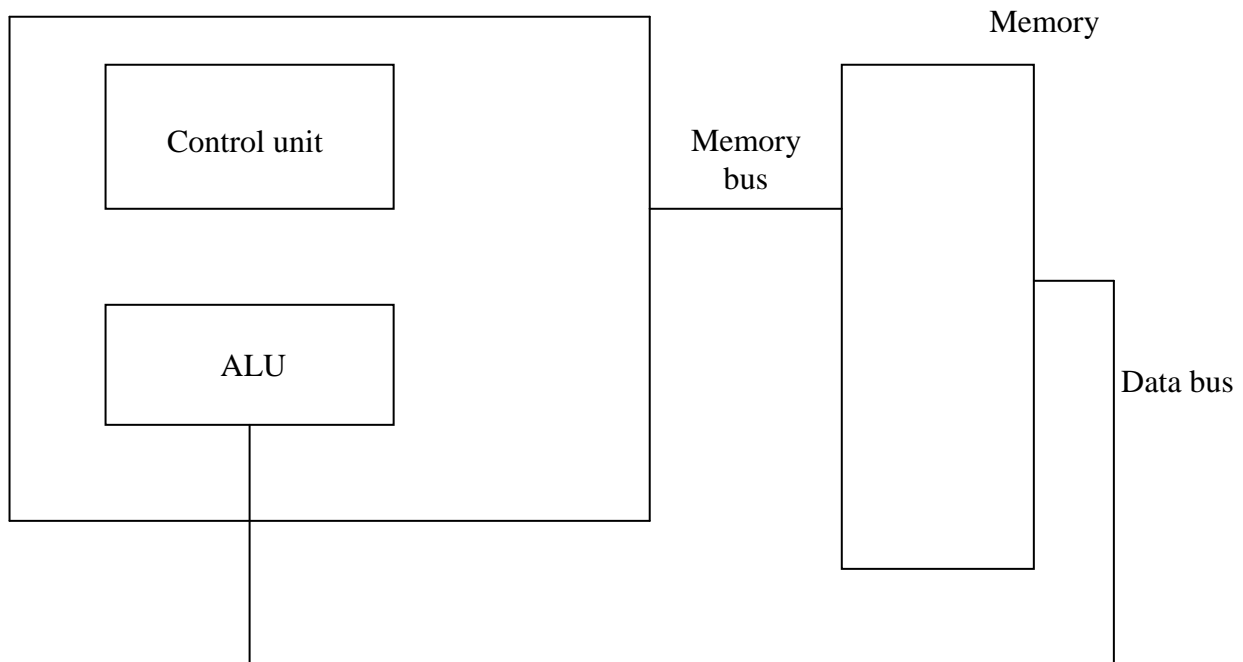 Memory
Control unit
Memory
bus
ALU
Data bus